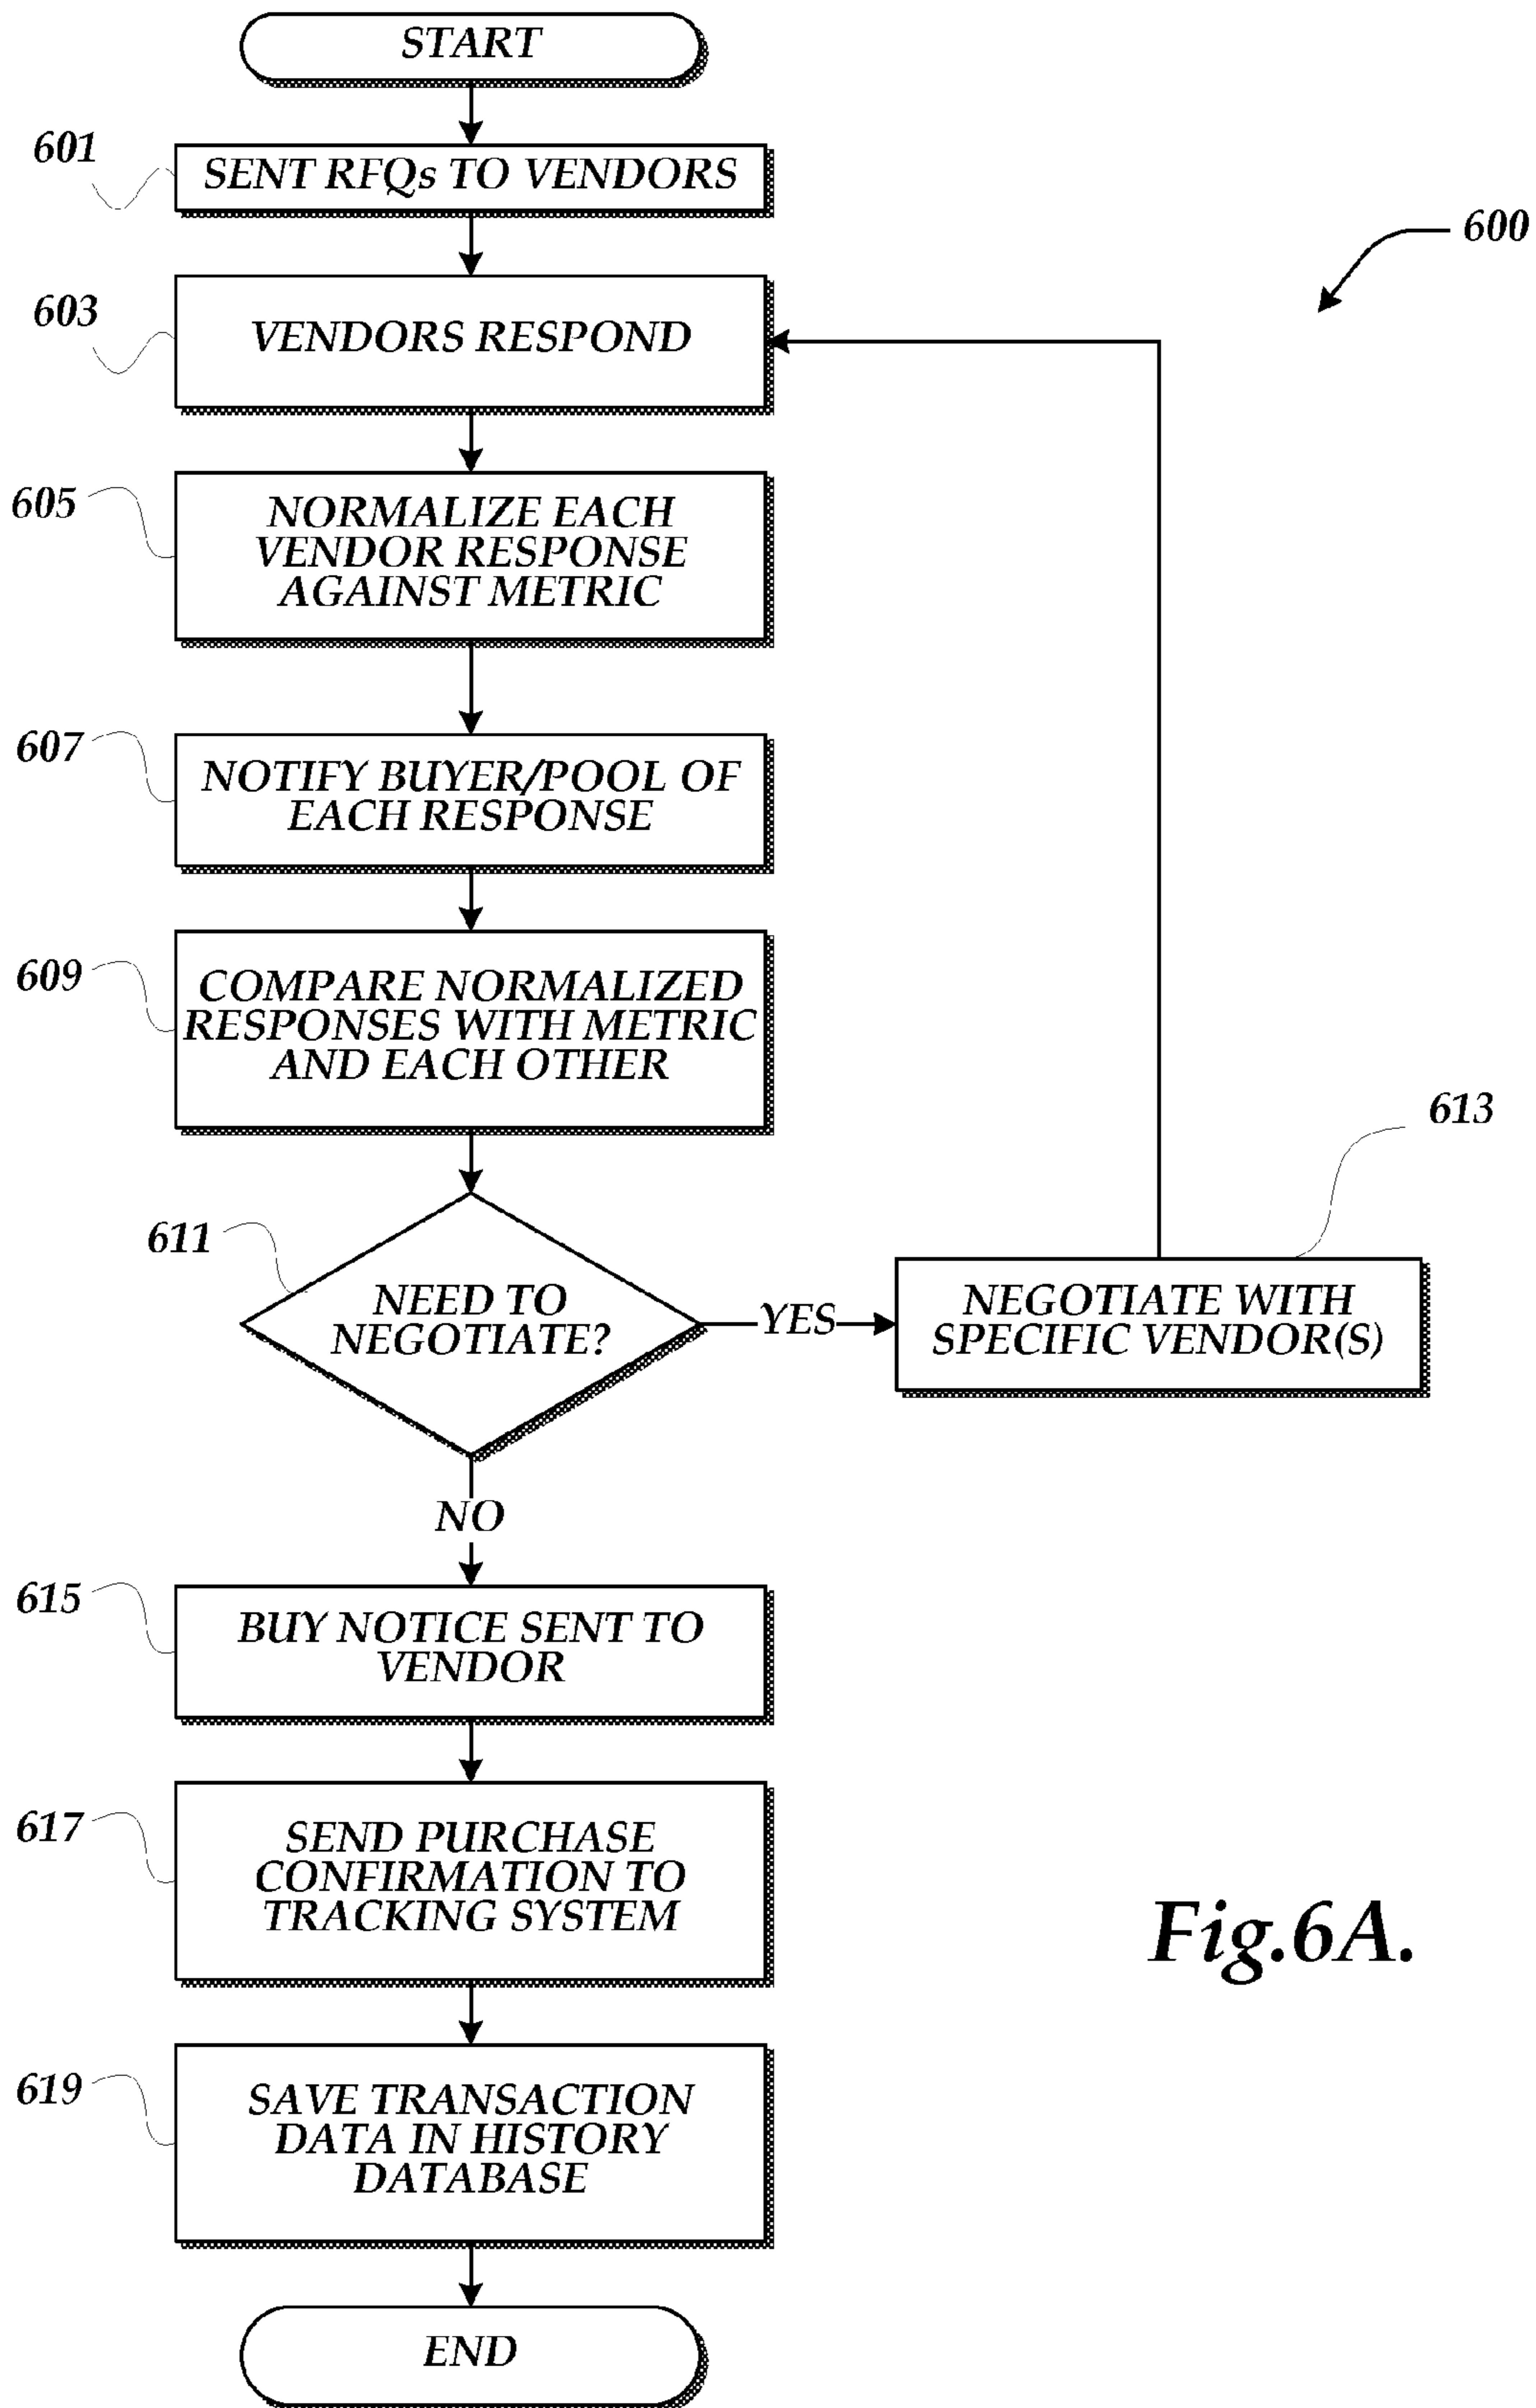 START
601
SENT RFQs TO VENDORS
600
603
VENDORS RESPOND
605
NORMALIZE EACH
VENDOR RESPONSE
AGAINST METRIC
607
NOTIFY BUYER/POOL OF
EACH RESPONSE
609
COMPARE NORMALIZED
RESPONSES WITH METRIC
AND EACH OTHER
613
611
NEED TO
NEGOTIATE?
YES
NEGOTIATE WITH
SPECIFIC VENDOR(S)
NO
615
BUY NOTICE SENT TO
VENDOR
617
SEND PURCHASE
CONFIRMATION TO
TRACKING SYSTEM
Fig.6A.
619
SAVE TRANSACTION
DATA IN HISTORY
DATABASE
END